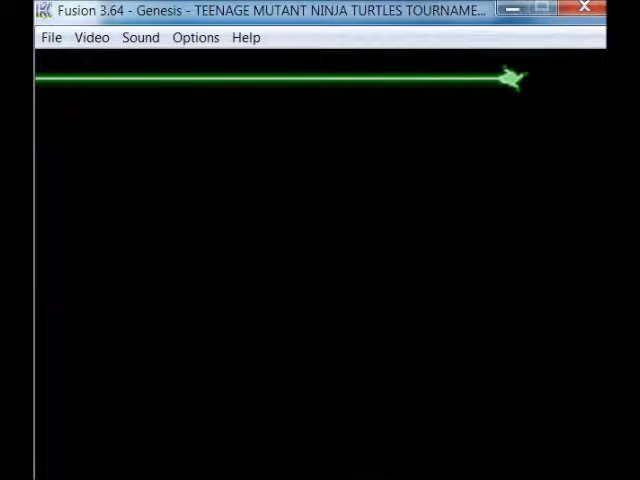 Fusion 3.64 - Genesis - TEENAGE MUTANT NINJA TURTLES TOURNAME...
File Video Sound Options Help